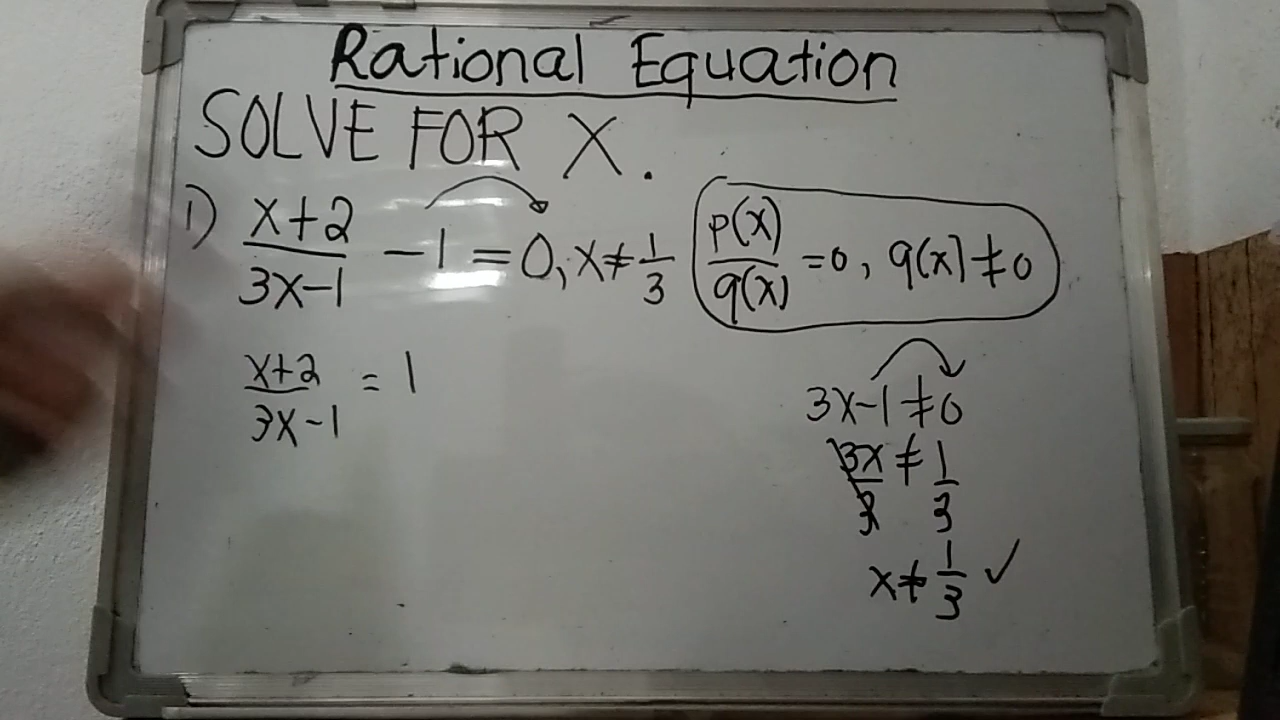 Rational Equation
SOLVE FOR X.
1) x+2/3x-1 - 1 = 0, x ≠ 1/3
p(x)/q(x) = 0, q(x) ≠ 0
x+2/3x-1 = 1
3x-1 ≠ 0
3x/3 ≠ 1/3
x ≠ 1/3 ✓